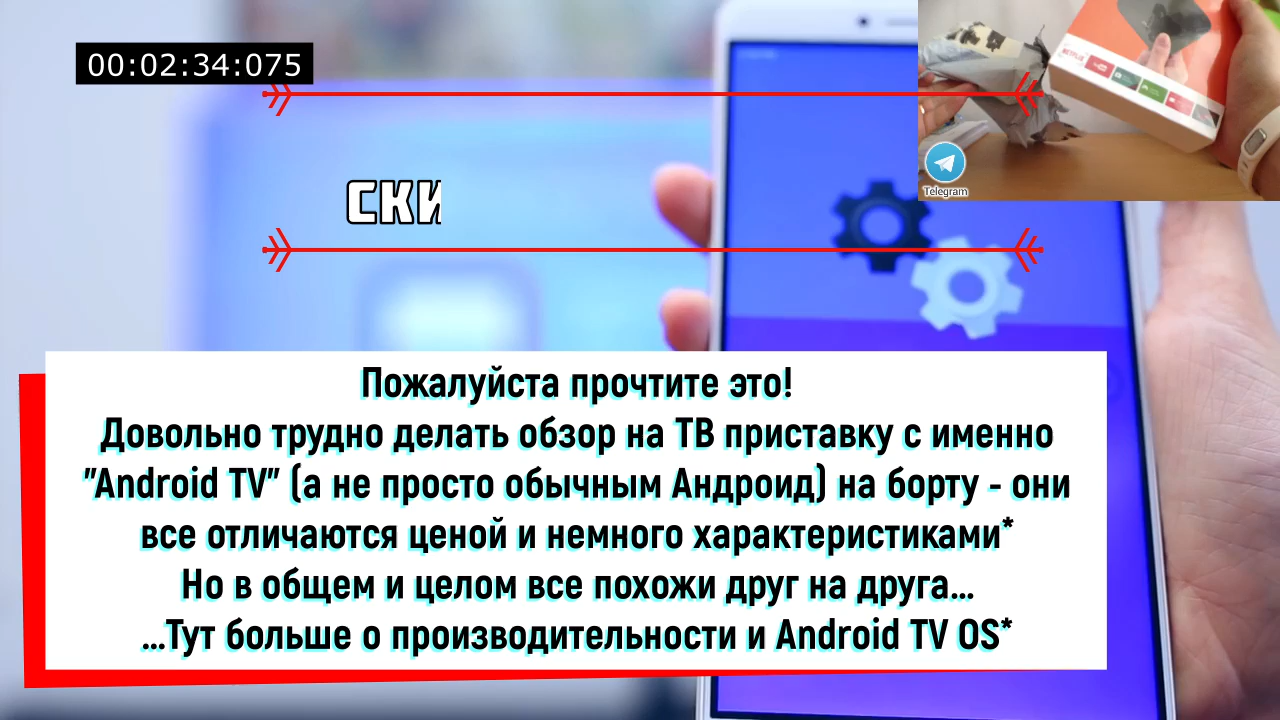 00:02:34:075
ски
NETFLIX
Telegram
Пожалуйста прочтите это!
Довольно трудно делать обзор на ТВ приставку с именно
"Android TV" (а не просто обычным Андроид) на борту - они
все отличаются ценой и немного характеристиками*
Но в общем и целом все похожи друг на друга...
...Тут больше о производительности и Android TV OS*